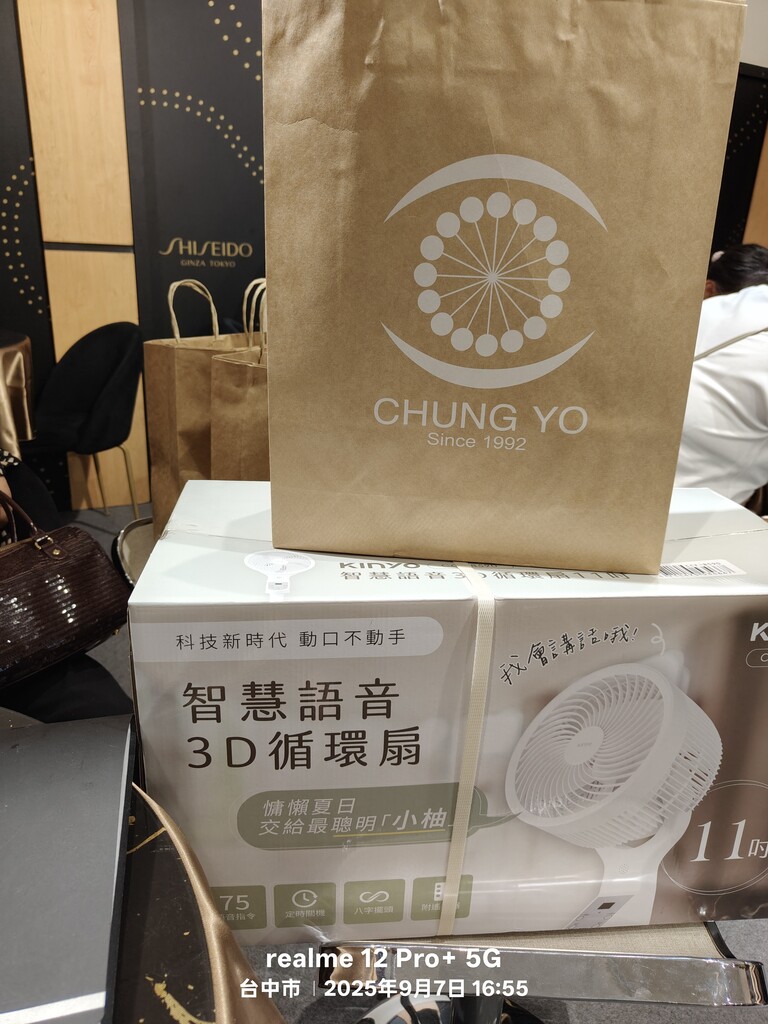 SHISEIDO
GINZA TOKYO
CHUNG YO
Since 1992
KINYO
智慧語音3D循環扇11吋
科技新時代 動口不動手
我會講話哦!
智慧語音
3D循環扇
慵懶夏日
交給最聰明「小柚」
11吋
75
定時關機
八字擺頭
realme 12 Pro+ 5G
台中市 | 2025年9月7日 16:55